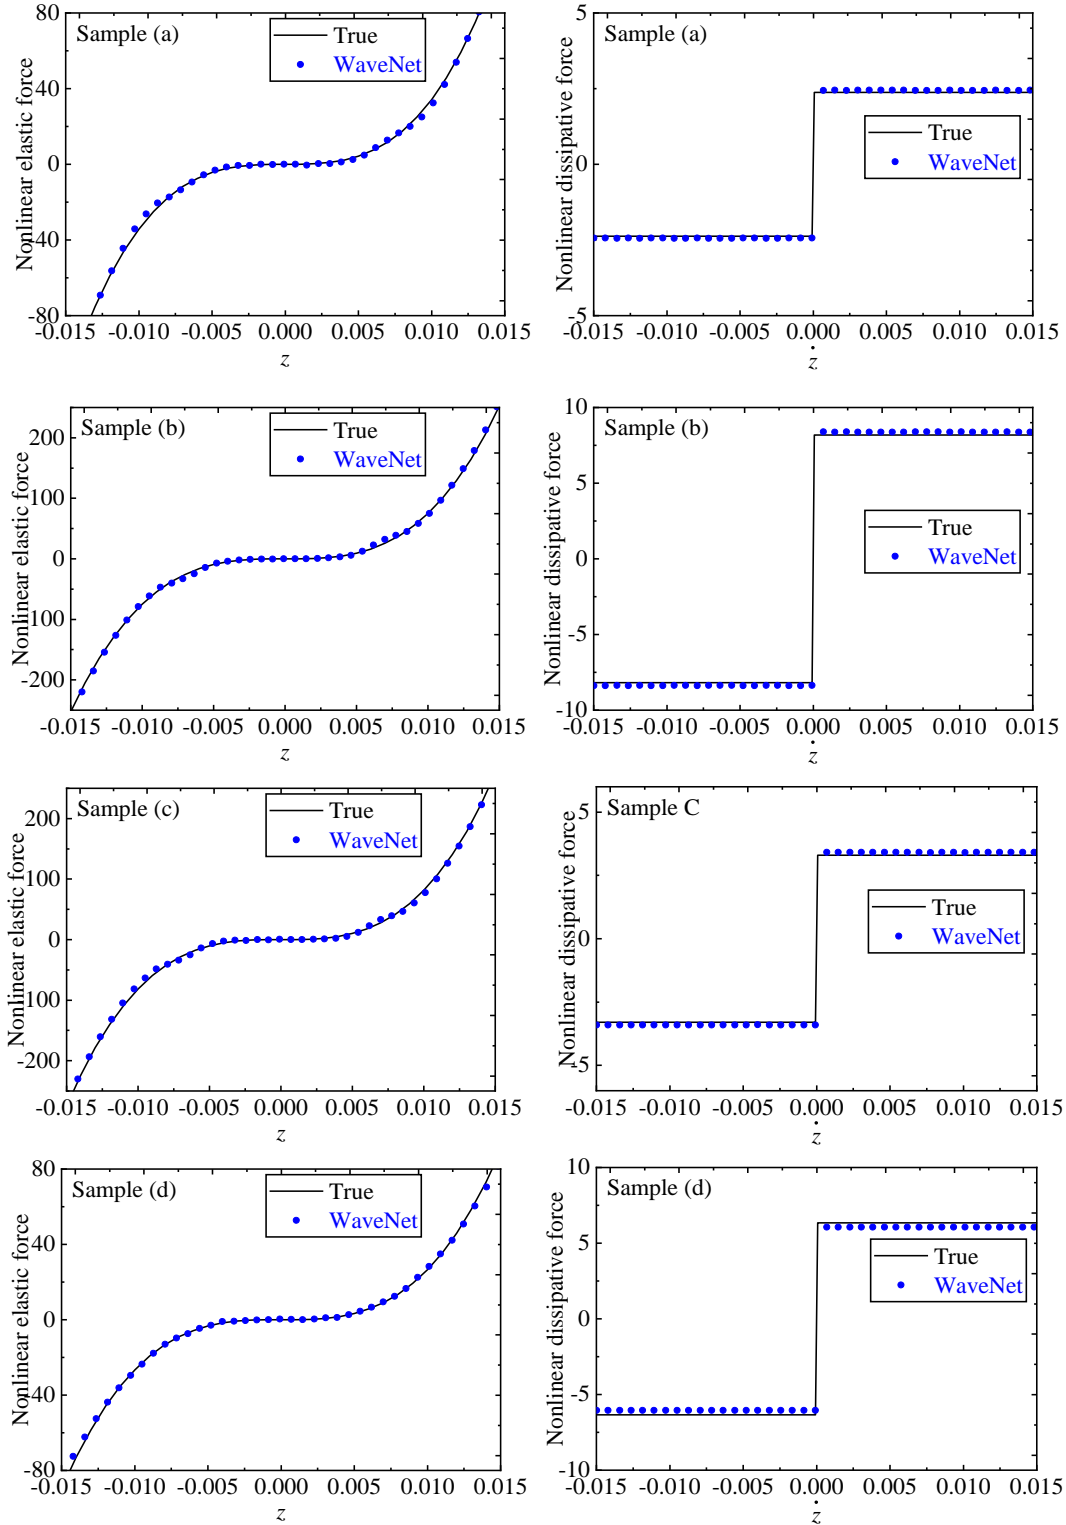 Sample (a)
True
WaveNet
Nonlinear elastic force
80
40
0
-40
-80
-0.015 -0.010 -0.005 0.000 0.005 0.010 0.015
z
Sample (a)
True
WaveNet
Nonlinear dissipative force
5
0
-5
-0.015 -0.010 -0.005 0.000 0.005 0.010 0.015
ż
Sample (b)
True
WaveNet
Nonlinear elastic force
200
100
0
100
-200
-0.015 -0.010 -0.005 0.000 0.005 0.010 0.015
z
Sample (b)
True
WaveNet
Nonlinear dissipative force
10
5
0
-5
-10
-0.015 -0.010 -0.005 0.000 0.005 0.010 0.015
ż
Sample (c)
True
WaveNet
Nonlinear elastic force
200
100
0
100
-200
-0.015 -0.010 -0.005 0.000 0.005 0.010 0.015
z
Sample C
True
WaveNet
Nonlinear dissipative force
5
0
-5
-0.015 -0.010 -0.005 0.000 0.005 0.010 0.015
ż
Sample (d)
True
WaveNet
Nonlinear elastic force
80
40
0
-40
-80
-0.015 -0.010 -0.005 0.000 0.005 0.010 0.015
z
Sample (d)
True
WaveNet
Nonlinear dissipative force
10
5
0
-5
-10
-0.015 -0.010 -0.005 0.000 0.005 0.010 0.015
ż